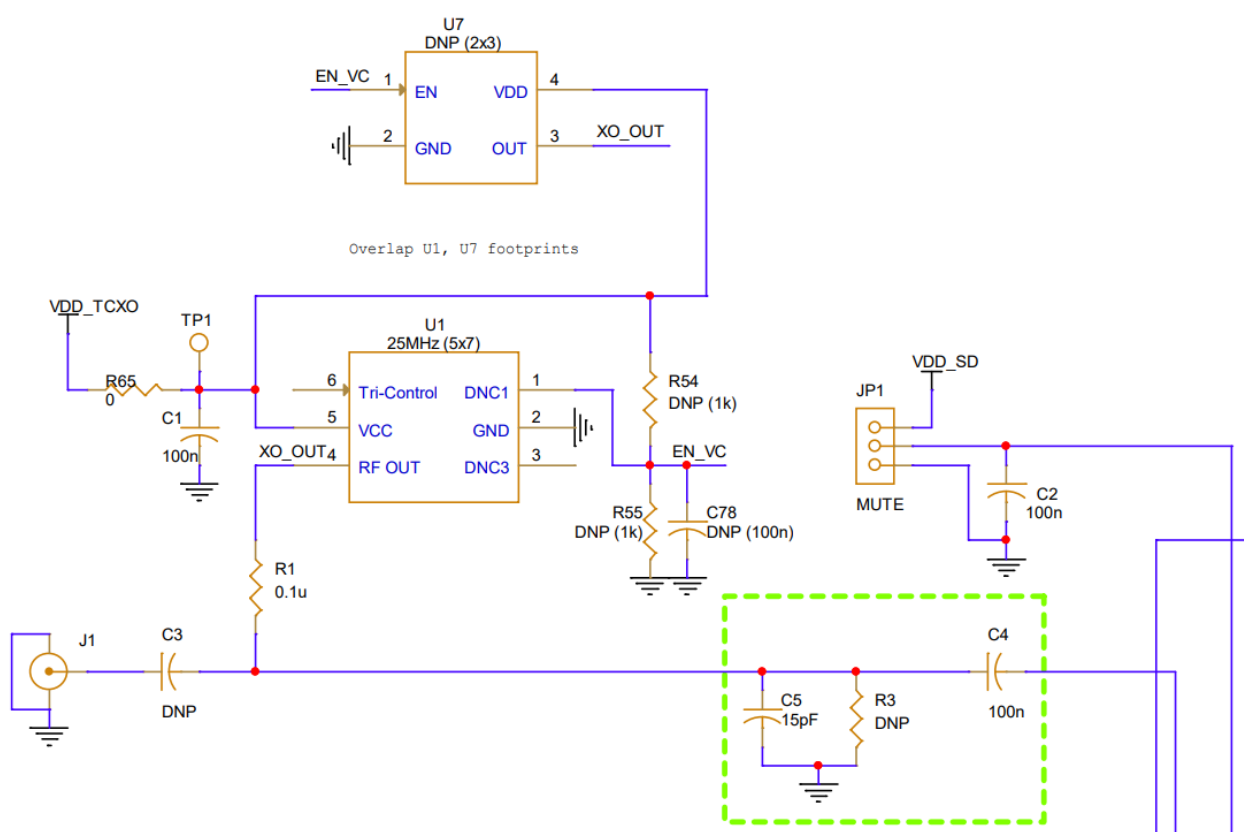 U7
DNP (2x3)
EN_VC
1
EN
VDD
4
2
GND
OUT
3
XO_OUT
Overlap U1, U7 footprints
VDD_TCXO
TP1
U1
25MHz (5x7)
R65
0
C1
100n
6
Tri-Control
DNC1
1
5
VCC
GND
2
XO_OUT
4
RF OUT
DNC3
3
R54
DNP (1k)
EN_VC
R55
DNP (1k)
C78
DNP (100n)
VDD_SD
JP1
MUTE
C2
100n
R1
0.1u
J1
C3
DNP
C5
15pF
R3
DNP
C4
100n